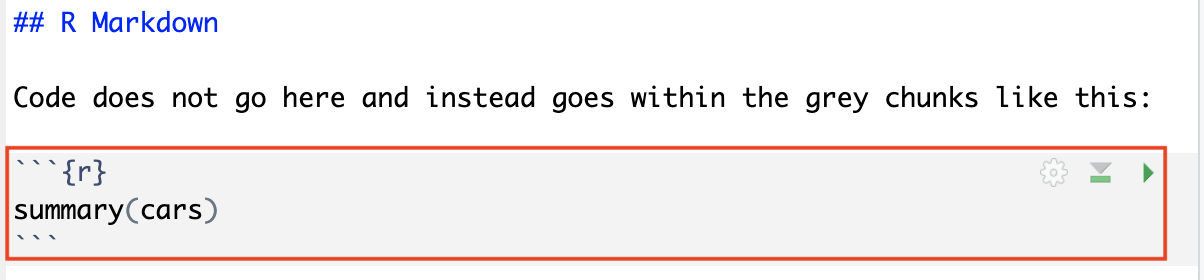 ## R Markdown
Code does not go here and instead goes within the grey chunks like this:
```{r}
summary(cars)
```